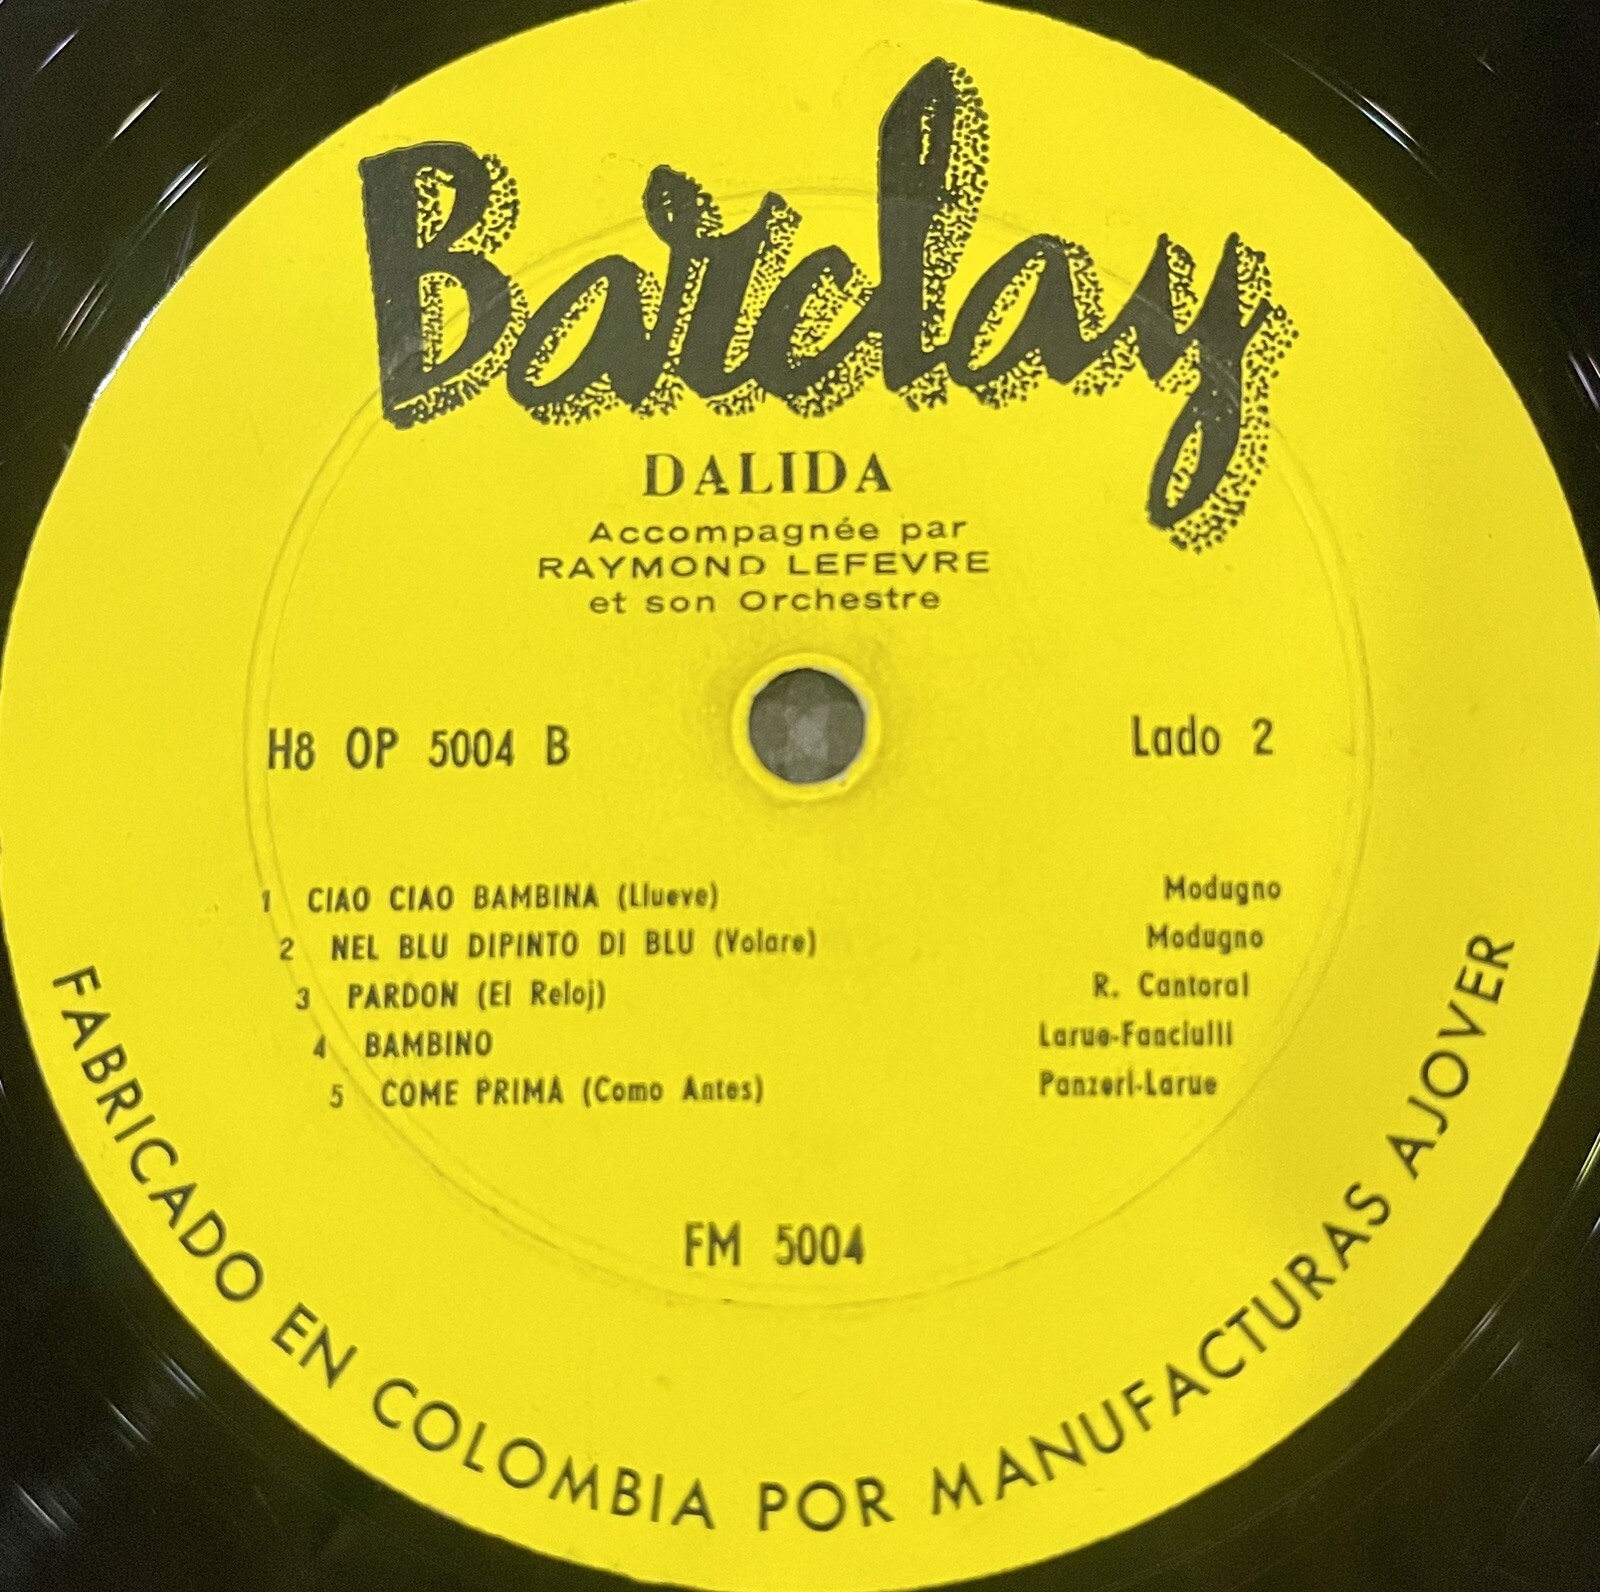 Barclay
DALIDA
Accompagnée par
RAYMOND LEFEVRE
et son Orchestre
H8 OP 5004 B
Lado 2
1 CIAO CIAO BAMBINA (Llueve) Modugno
2 NEL BLU DIPINTO DI BLU (Volare) Modugno
3 PARDON (El Reloj) R. Cantoral
4 BAMBINO Larue-Fanciulli
5 COME PRIMA (Como Antes) Panzeri-Larue
FM 5004
FABRICADO EN COLOMBIA POR MANUFACTURAS AJOVER